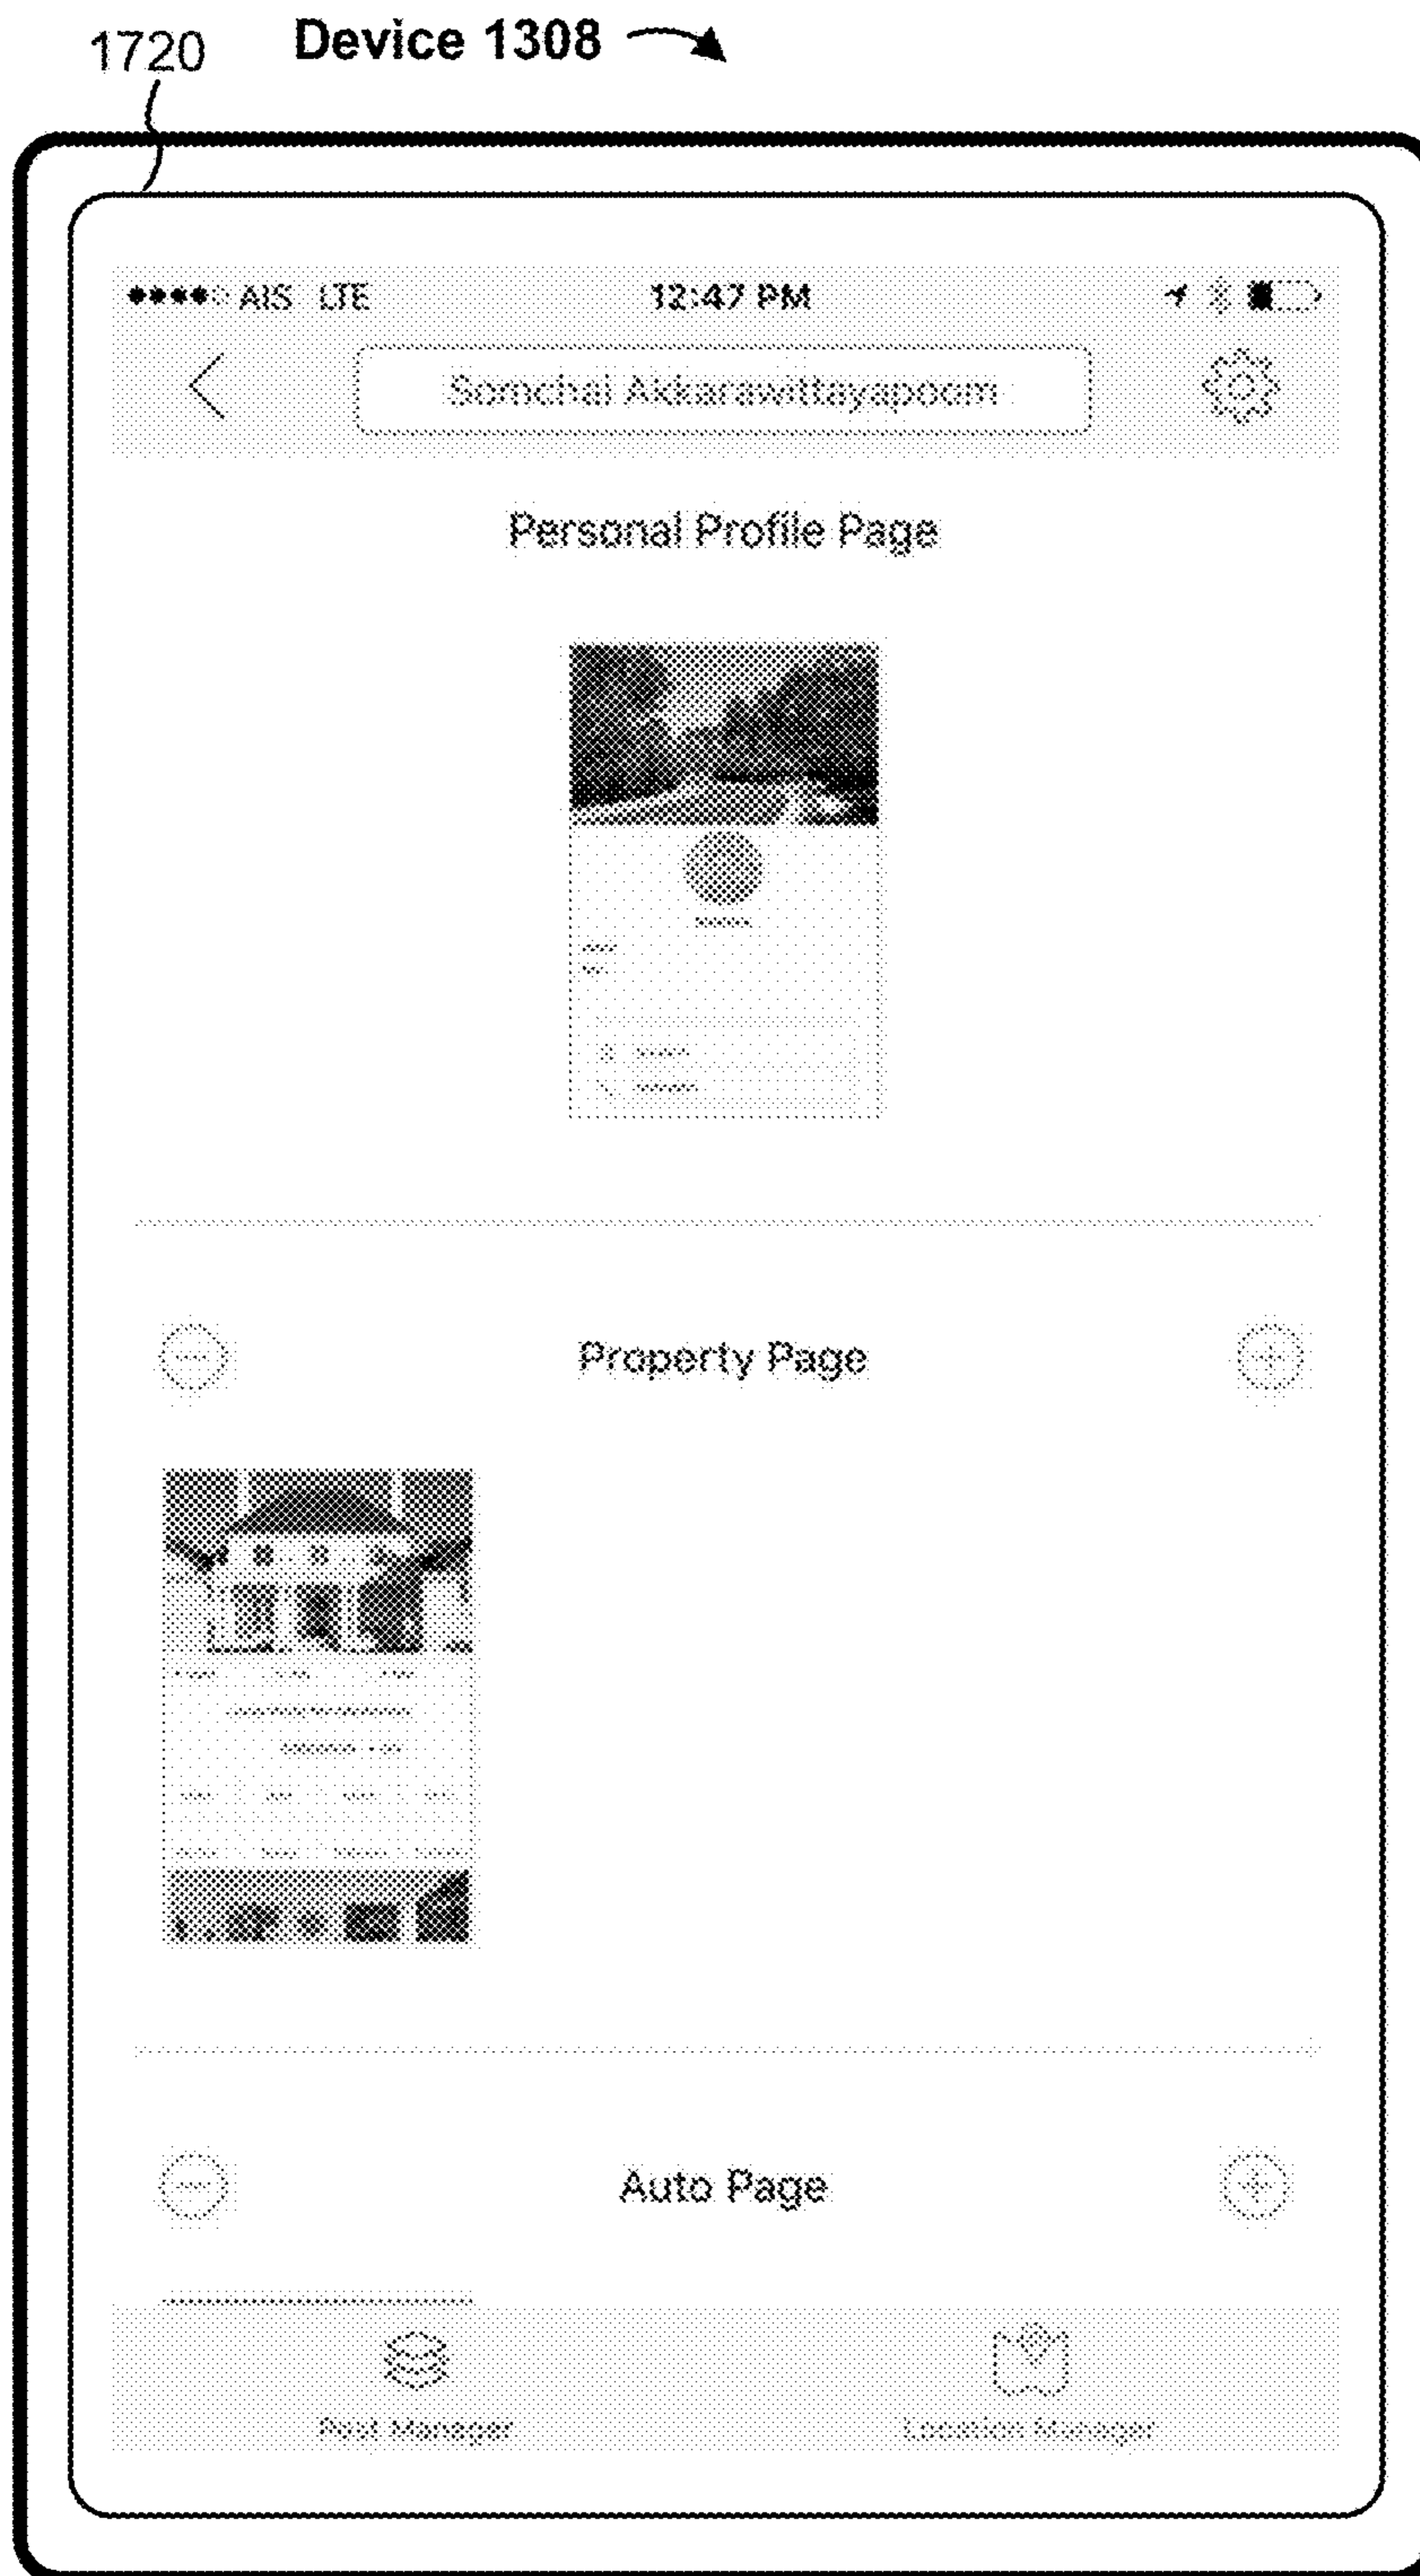 1720 Device 1308
AIS LTE 12:47 PM
Somchai Akkarawittayapoom
Personal Profile Page
Property Page
Auto Page
Post Manager Location Manager